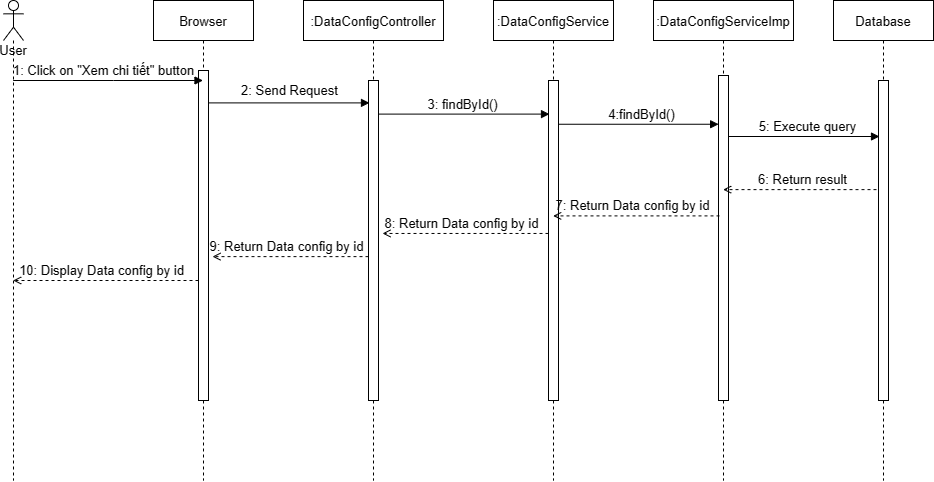 Browser
:DataConfigController
:DataConfigService
:DataConfigServiceImp
Database
User
1: Click on "Xem chi tiết" button
2: Send Request
3: findById()
4:findById()
5: Execute query
6: Return result
7: Return Data config by id
8: Return Data config by id
9: Return Data config by id
10: Display Data config by id